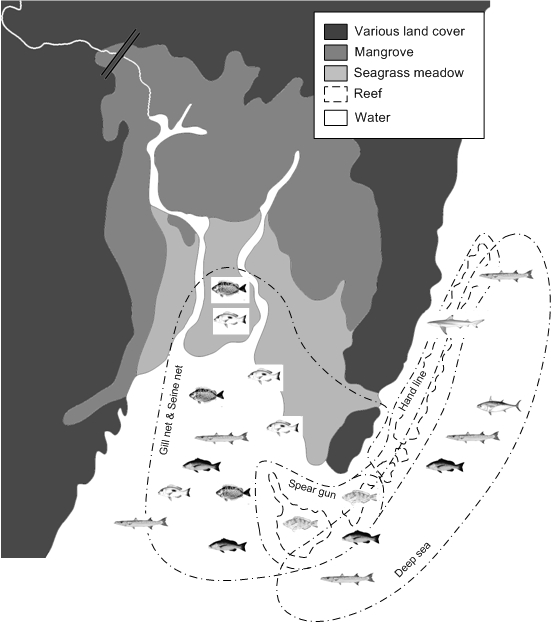 Various land cover
Mangrove
Seagrass meadow
Reef
Water
Gill net & Seine net
Hand line
Spear gun
Deep sea